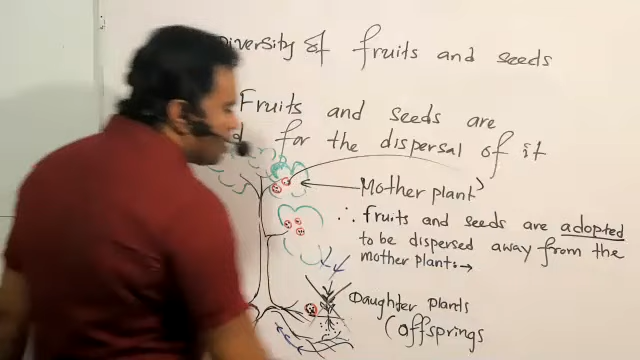 Diversity of fruits and seeds
Fruits and seeds are
for the dispersal of it
Mother plant
∴ fruits and seeds are adopted
to be dispersed away from the
mother plant:→
Daughter plants
(offsprings